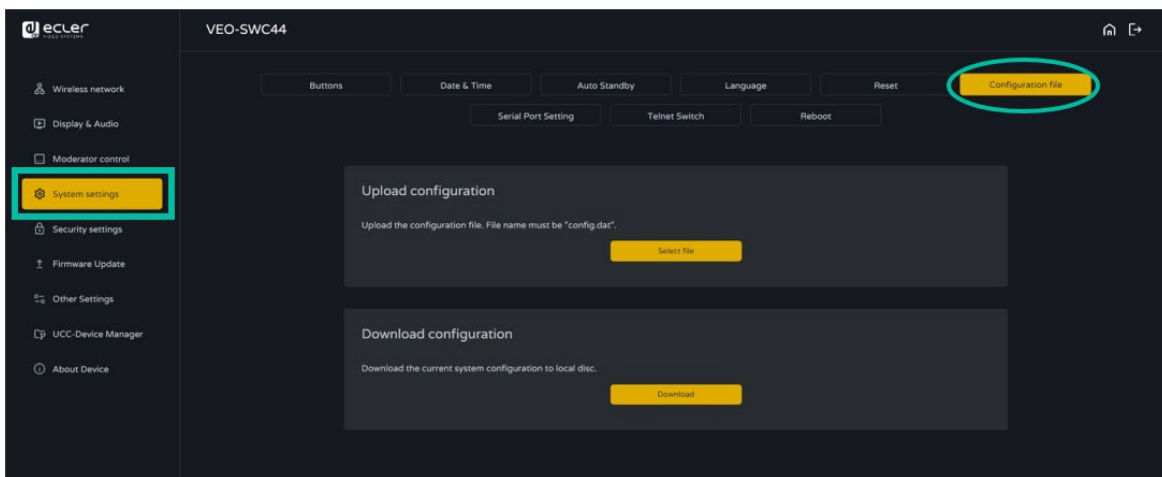 ecler
VIDEO SYSTEMS
VEO-SWC44
Wireless network
Display & Audio
Moderator control
System settings
Security settings
Firmware Update
Other Settings
UCC-Device Manager
About Device
Buttons
Date & Time
Auto Standby
Language
Reset
Configuration file
Serial Port Setting
Telnet Switch
Reboot
Upload configuration
Upload the configuration file. File name must be "config.dat".
Select file
Download configuration
Download the current system configuration to local disc.
Download